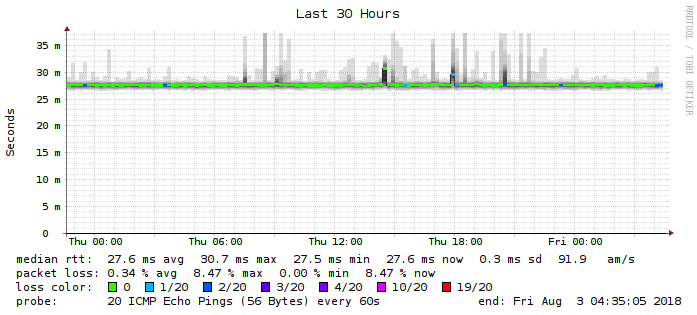 Last 30 Hours
RRDTOOL / TOBI OETIKER
Seconds
35 m
30 m
25 m
20 m
15 m
10 m
5 m
0
Thu 00:00 Thu 06:00 Thu 12:00 Thu 18:00 Fri 00:00
median rtt: 27.6 ms avg 30.7 ms max 27.5 ms min 27.6 ms now 0.3 ms sd 91.9 am/s
packet loss: 0.34 % avg 8.47 % max 0.00 % min 8.47 % now
loss color: 0 1/20 2/20 3/20 4/20 10/20 19/20
probe: 20 ICMP Echo Pings (56 Bytes) every 60s end: Fri Aug 3 04:35:05 2018